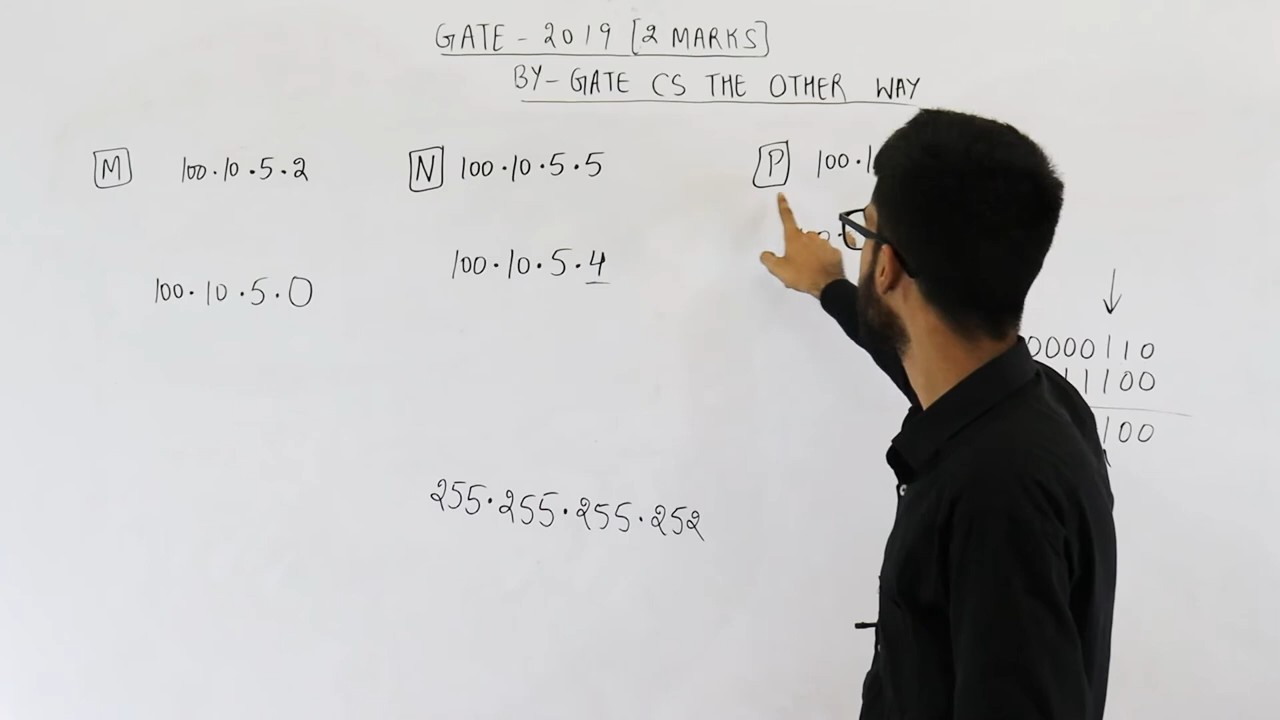 GATE - 2019 [2 MARKS]
BY - GATE CS THE OTHER WAY
M 100.10.5.2 N 100.10.5.5 P 100.1
100.10.5.4
100.10.5.0
↓
0000110
11100
100
255.255.255.252